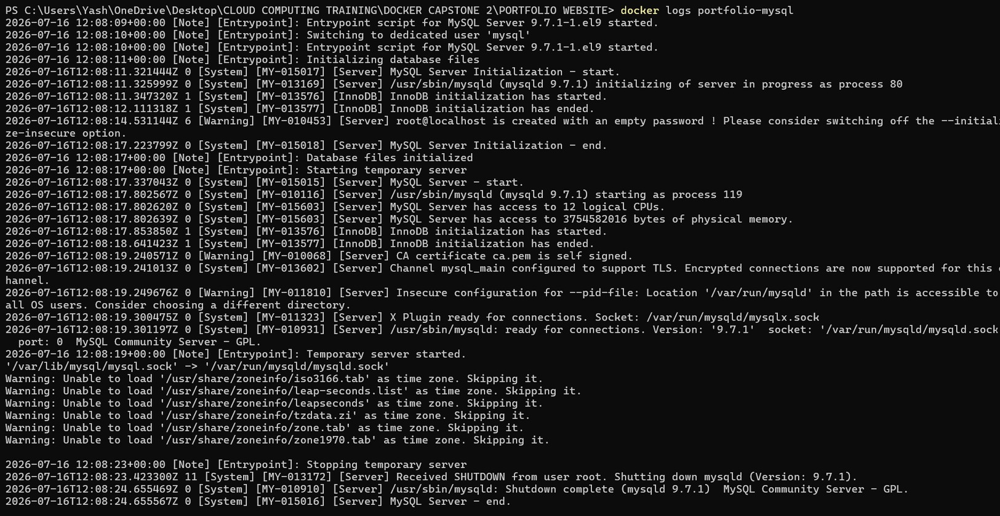 PS C:\Users\Yash\OneDrive\Desktop\CLOUD COMPUTING TRAINING\DOCKER CAPSTONE 2\PORTFOLIO WEBSITE> docker logs portfolio-mysql
2026-07-16 12:08:09+00:00 [Note] [Entrypoint]: Entrypoint script for MySQL Server 9.7.1-1.el9 started.
2026-07-16 12:08:10+00:00 [Note] [Entrypoint]: Switching to dedicated user 'mysql'
2026-07-16 12:08:10+00:00 [Note] [Entrypoint]: Entrypoint script for MySQL Server 9.7.1-1.el9 started.
2026-07-16 12:08:11+00:00 [Note] [Entrypoint]: Initializing database files
2026-07-16T12:08:11.321444Z 0 [System] [MY-015017] [Server] MySQL Server Initialization - start.
2026-07-16T12:08:11.325999Z 0 [System] [MY-013169] [Server] /usr/sbin/mysqld (mysqld 9.7.1) initializing of server in progress as process 80
2026-07-16T12:08:11.347320Z 1 [System] [MY-013576] [InnoDB] InnoDB initialization has started.
2026-07-16T12:08:12.111318Z 1 [System] [MY-013577] [InnoDB] InnoDB initialization has ended.
2026-07-16T12:08:14.531144Z 6 [Warning] [MY-010453] [Server] root@localhost is created with an empty password ! Please consider switching off the --initiali
ze-insecure option.
2026-07-16T12:08:17.223799Z 0 [System] [MY-015018] [Server] MySQL Server Initialization - end.
2026-07-16 12:08:17+00:00 [Note] [Entrypoint]: Database files initialized
2026-07-16 12:08:17+00:00 [Note] [Entrypoint]: Starting temporary server
2026-07-16T12:08:17.337043Z 0 [System] [MY-015015] [Server] MySQL Server - start.
2026-07-16T12:08:17.802567Z 0 [System] [MY-010116] [Server] /usr/sbin/mysqld (mysqld 9.7.1) starting as process 119
2026-07-16T12:08:17.802620Z 0 [System] [MY-015603] [Server] MySQL Server has access to 12 logical CPUs.
2026-07-16T12:08:17.802639Z 0 [System] [MY-015603] [Server] MySQL Server has access to 3754582016 bytes of physical memory.
2026-07-16T12:08:17.853850Z 1 [System] [MY-013576] [InnoDB] InnoDB initialization has started.
2026-07-16T12:08:18.641423Z 1 [System] [MY-013577] [InnoDB] InnoDB initialization has ended.
2026-07-16T12:08:19.240571Z 0 [Warning] [MY-010068] [Server] CA certificate ca.pem is self signed.
2026-07-16T12:08:19.241013Z 0 [System] [MY-013602] [Server] Channel mysql_main configured to support TLS. Encrypted connections are now supported for this c
hannel.
2026-07-16T12:08:19.249676Z 0 [Warning] [MY-011810] [Server] Insecure configuration for --pid-file: Location '/var/run/mysqld' in the path is accessible to
all OS users. Consider choosing a different directory.
2026-07-16T12:08:19.300475Z 0 [System] [MY-011323] [Server] X Plugin ready for connections. Socket: /var/run/mysqld/mysqlx.sock
2026-07-16T12:08:19.301197Z 0 [System] [MY-010931] [Server] /usr/sbin/mysqld: ready for connections. Version: '9.7.1'  socket: '/var/run/mysqld/mysqld.sock
  port: 0  MySQL Community Server - GPL.
2026-07-16 12:08:19+00:00 [Note] [Entrypoint]: Temporary server started.
'/var/lib/mysql/mysql.sock' -> '/var/run/mysqld/mysqld.sock'
Warning: Unable to load '/usr/share/zoneinfo/iso3166.tab' as time zone. Skipping it.
Warning: Unable to load '/usr/share/zoneinfo/leap-seconds.list' as time zone. Skipping it.
Warning: Unable to load '/usr/share/zoneinfo/leapseconds' as time zone. Skipping it.
Warning: Unable to load '/usr/share/zoneinfo/tzdata.zi' as time zone. Skipping it.
Warning: Unable to load '/usr/share/zoneinfo/zone.tab' as time zone. Skipping it.
Warning: Unable to load '/usr/share/zoneinfo/zone1970.tab' as time zone. Skipping it.
2026-07-16 12:08:23+00:00 [Note] [Entrypoint]: Stopping temporary server
2026-07-16T12:08:23.423300Z 11 [System] [MY-013172] [Server] Received SHUTDOWN from user root. Shutting down mysqld (Version: 9.7.1).
2026-07-16T12:08:24.655469Z 0 [System] [MY-010910] [Server] /usr/sbin/mysqld: Shutdown complete (mysqld 9.7.1)  MySQL Community Server - GPL.
2026-07-16T12:08:24.655567Z 0 [System] [MY-015016] [Server] MySQL Server - end.